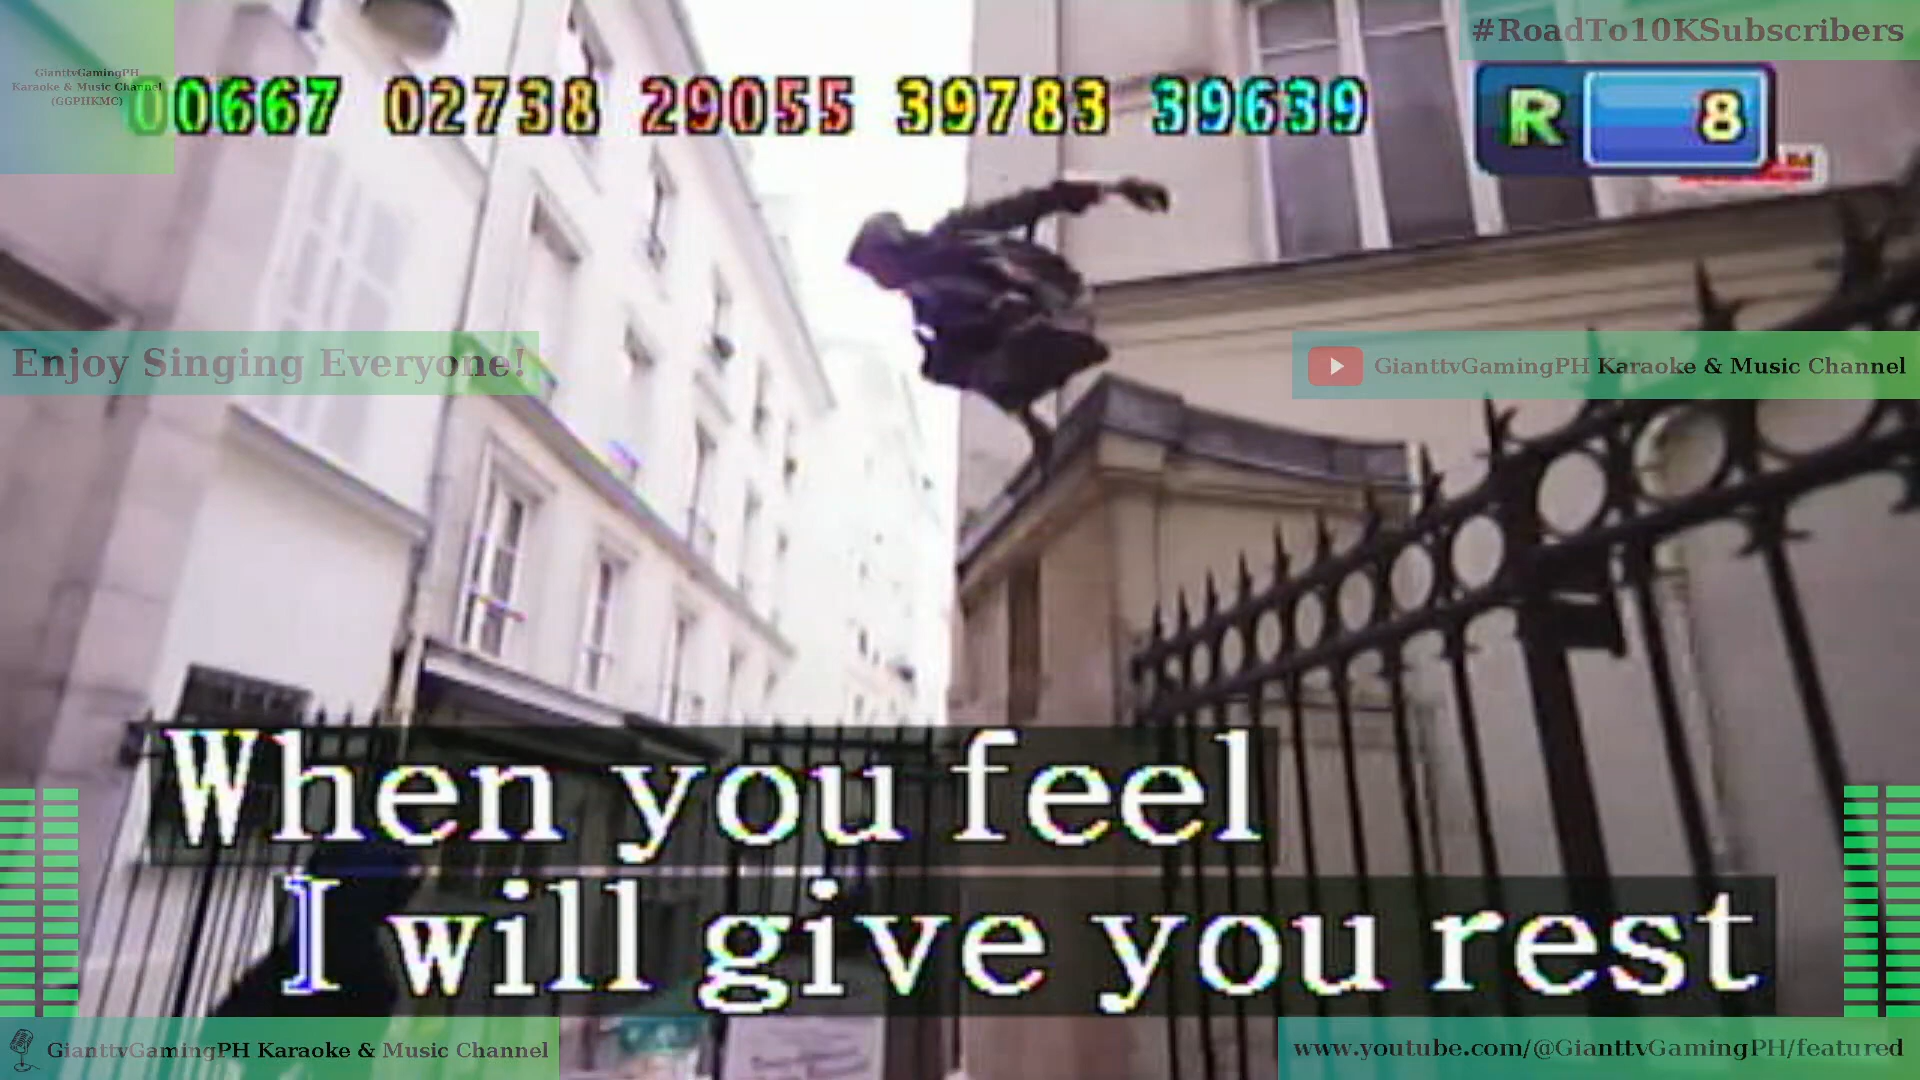 #RoadTo10KSubscribers
GianttvGamingPH
Karaoke & Music Channel
(GGPHKMC)
00667 02738 29055 39783 39639
R 8
Enjoy Singing Everyone!
GianttvGamingPH Karaoke & Music Channel
When you feel
I will give you rest
GianttvGamingPH Karaoke & Music Channel
www.youtube.com/@GianttvGamingPH/featured